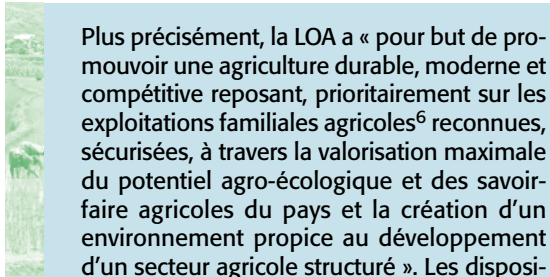 Plus précisément, la LOA a « pour but de pro-
mouvoir une agriculture durable, moderne et
compétitive reposant, prioritairement sur les
exploitations familiales agricoles⁶ reconnues,
sécurisées, à travers la valorisation maximale
du potentiel agro-écologique et des savoir-
faire agricoles du pays et la création d’un
environnement propice au développement
d’un secteur agricole structuré ». Les disposi-